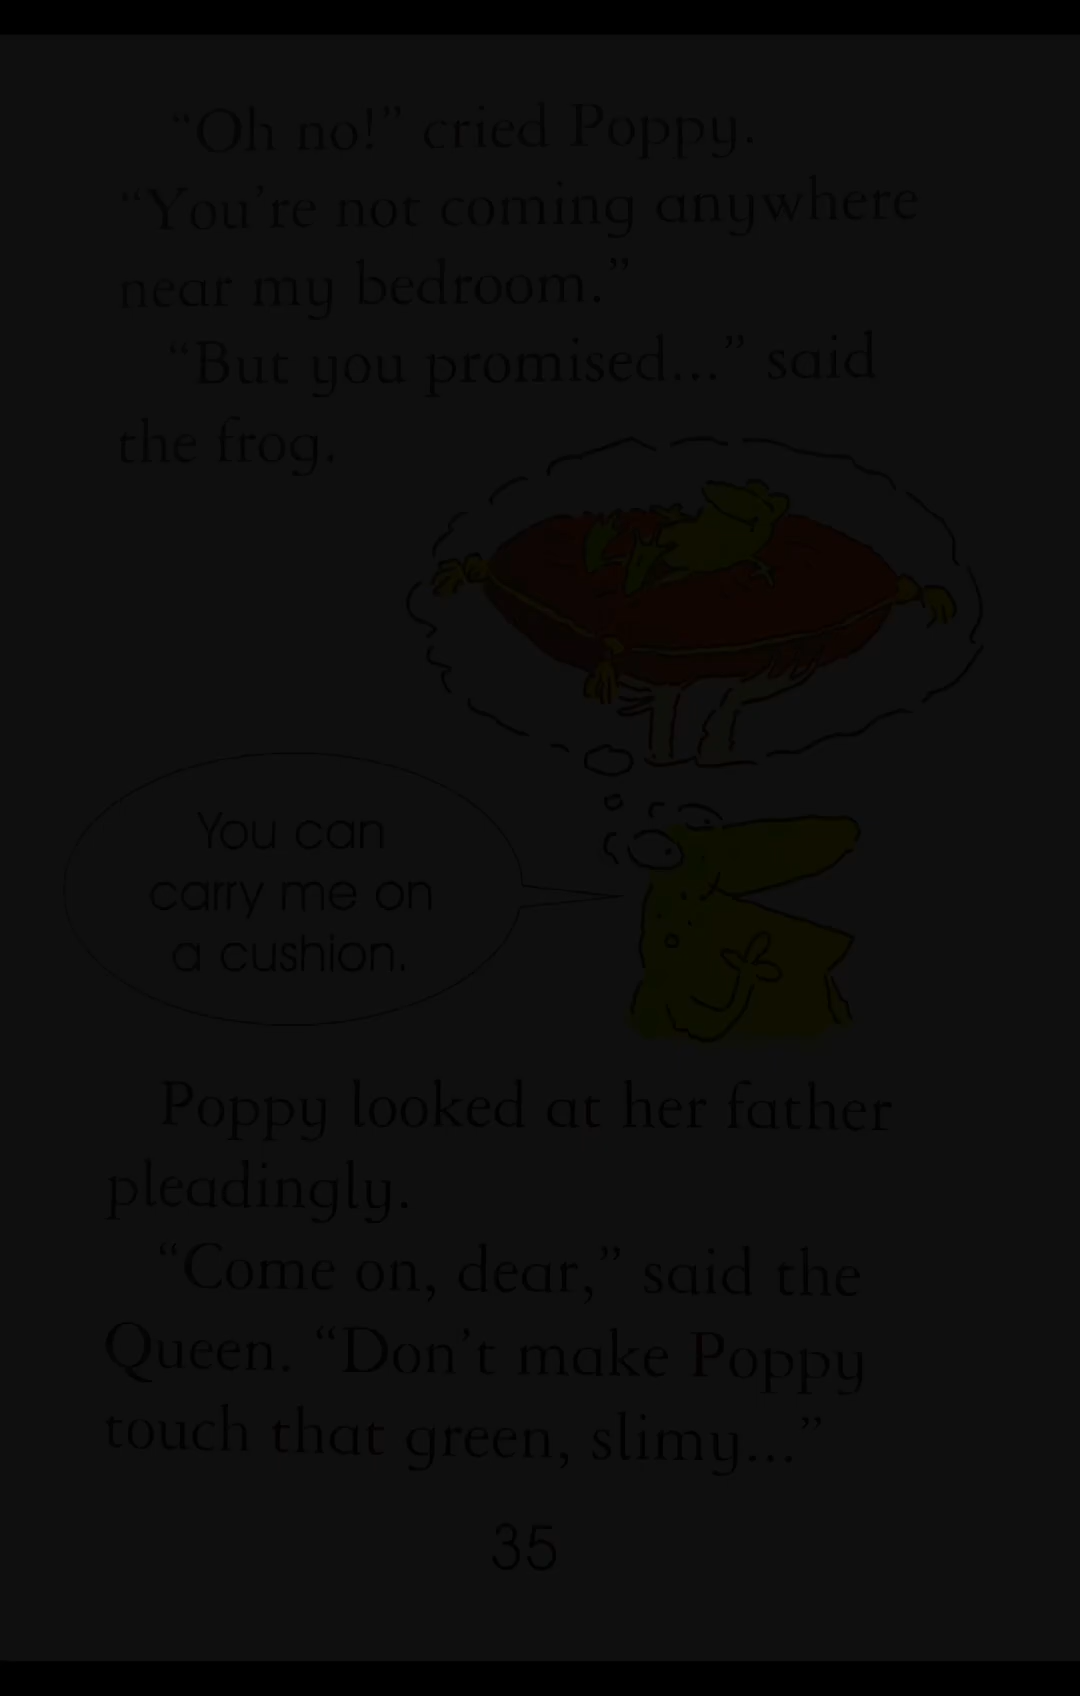 “Oh no!” cried Poppy.
“You’re not coming anywhere
near my bedroom.”
“But you promised...” said
the frog.
You can
carry me on
a cushion.
Poppy looked at her father
pleadingly.
“Come on, dear,” said the
Queen. “Don’t make Poppy
touch that green, slimy...”
35